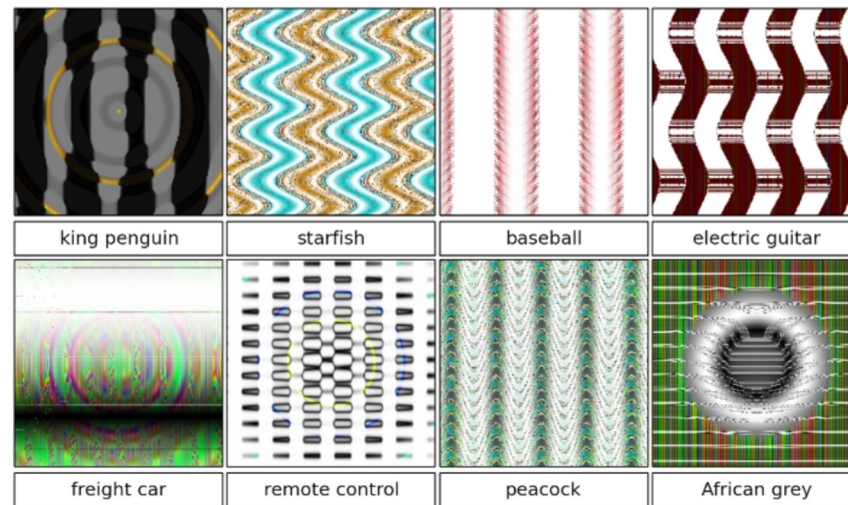 king penguin
starfish
baseball
electric guitar
freight car
remote control
peacock
African grey